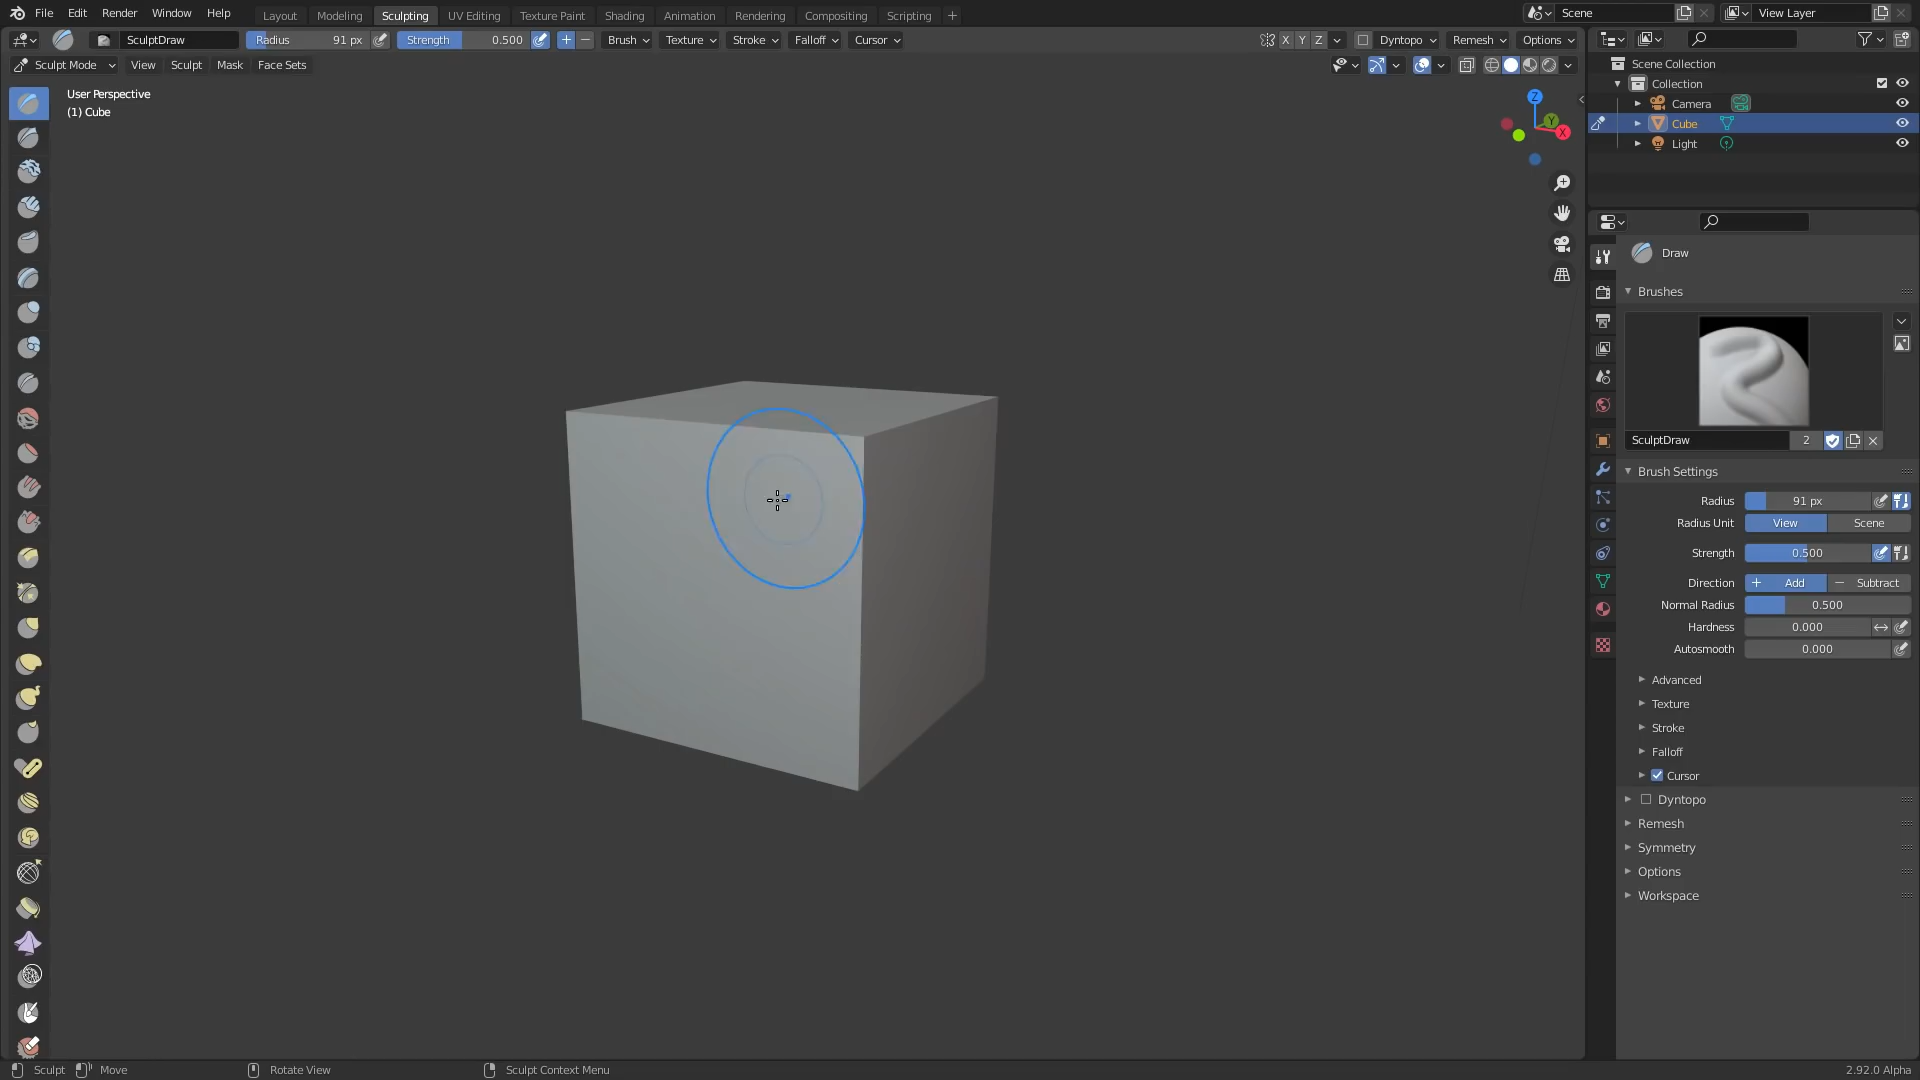 File Edit Render Window Help
Layout Modeling Sculpting UV Editing Texture Paint Shading Animation Rendering Compositing Scripting +
Scene
View Layer
SculptDraw Radius 91 px Strength 0.500 + − Brush Texture Stroke Falloff Cursor
X Y Z Dyntopo Remesh Options
Sculpt Mode View Sculpt Mask Face Sets
User Perspective
(1) Cube
Z
Y
X
Scene Collection
Collection
Camera
Cube
Light
Draw
Brushes
SculptDraw 2
Brush Settings
Radius 91 px
Radius Unit View Scene
Strength 0.500
Direction + Add − Subtract
Normal Radius 0.500
Hardness 0.000
Autosmooth 0.000
Advanced
Texture
Stroke
Falloff
Cursor
Dyntopo
Remesh
Symmetry
Options
Workspace
Sculpt Move Rotate View Sculpt Context Menu 2.92.0 Alpha